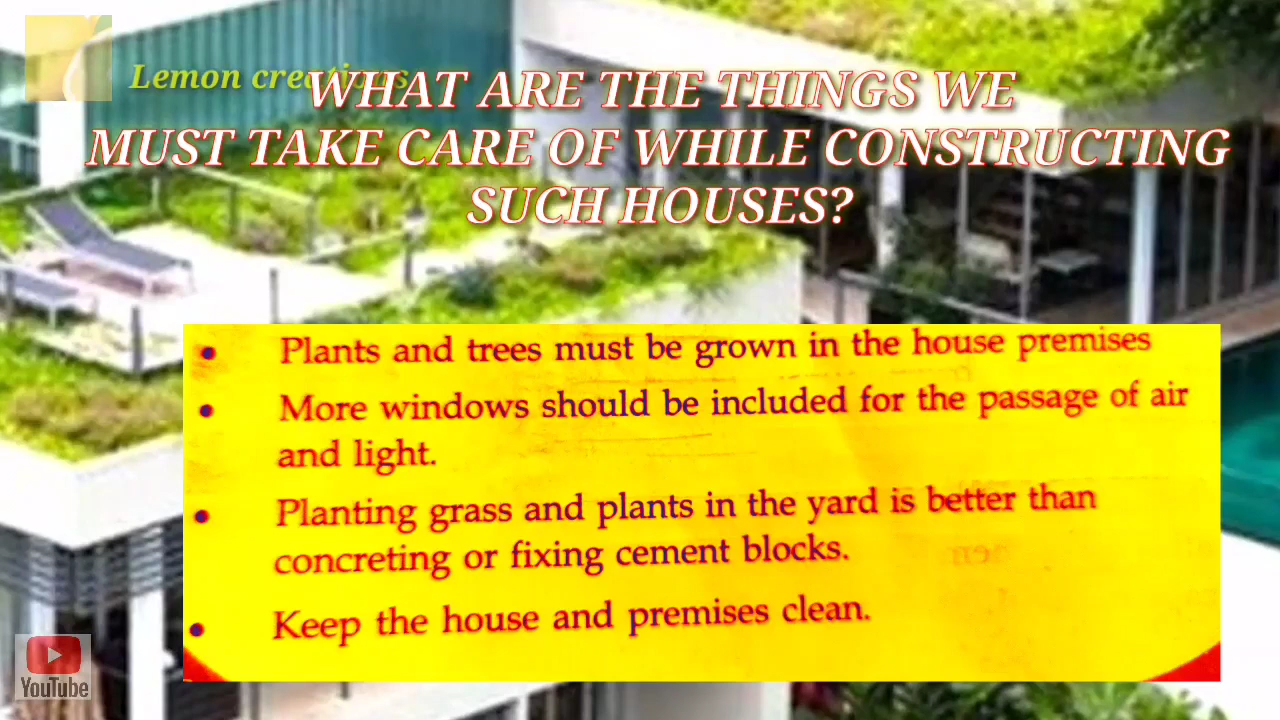 Lemon creations
WHAT ARE THE THINGS WE
MUST TAKE CARE OF WHILE CONSTRUCTING
SUCH HOUSES?
• Plants and trees must be grown in the house premises
• More windows should be included for the passage of air
and light.
• Planting grass and plants in the yard is better than
concreting or fixing cement blocks.
• Keep the house and premises clean.
YouTube